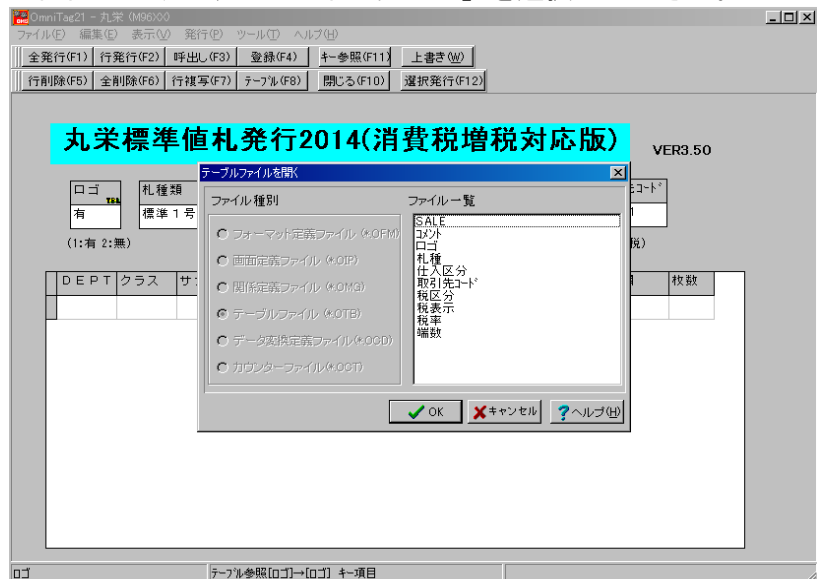 OmniTag21 - 丸栄 (M96XX)
ファイル(F) 編集(E) 表示(V) 発行(P) ツール(T) ヘルプ(H)
全発行(F1) 行発行(F2) 呼出し(F3) 登録(F4) キー参照(F11) 上書き(W)
行削除(F5) 全削除(F6) 行複写(F7) テーブル(F8) 閉じる(F10) 選択発行(F12)
丸栄標準値札発行2014(消費税増税対応版) VER3.50
ロゴ 札種類
有 標準1号
(1:有 2:無) 税)
DEPT クラス 枚数
テーブルファイルを開く
ファイル種別
フォーマット定義ファイル (*.OFM)
画面定義ファイル (*.OIP)
関係定義ファイル (*.OMG)
テーブルファイル (*.OTB)
データ変換定義ファイル(*.OCD)
カウンターファイル(*.OCT)
ファイル一覧
SALE
コメント
ロゴ
札種
仕入区分
取引先コード
税区分
税表示
税率
端数
OK キャンセル ヘルプ(H)
ロゴ テーブル参照[ロゴ]→[ロゴ] キー項目